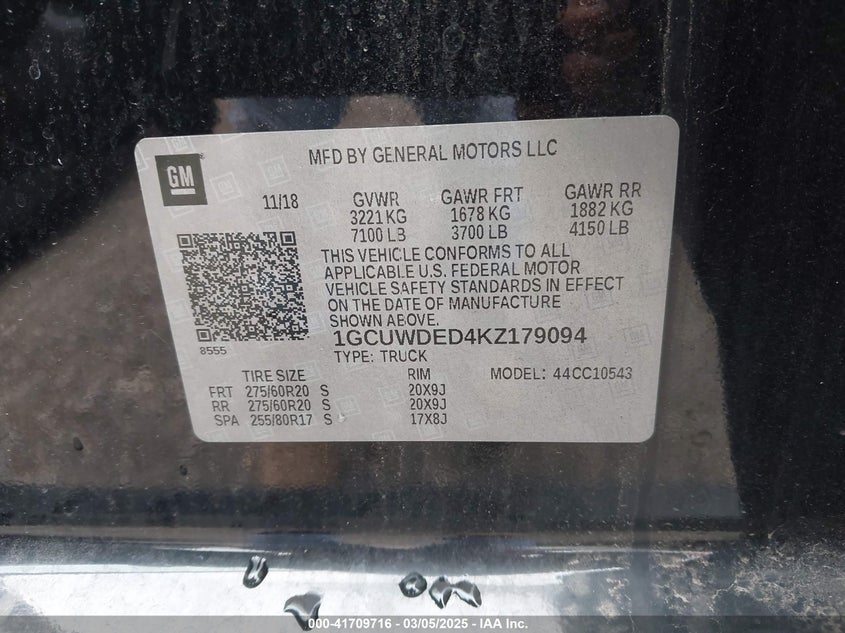 GM
MFD BY GENERAL MOTORS LLC
11/18
GVWR GAWR FRT GAWR RR
3221 KG 1678 KG 1882 KG
7100 LB 3700 LB 4150 LB
THIS VEHICLE CONFORMS TO ALL
APPLICABLE U.S. FEDERAL MOTOR
VEHICLE SAFETY STANDARDS IN EFFECT
ON THE DATE OF MANUFACTURE
SHOWN ABOVE.
8555
1GCUWDED4KZ179094
TYPE: TRUCK
TIRE SIZE RIM MODEL: 44CC10543
FRT 275/60R20 S 20X9J
RR 275/60R20 S 20X9J
SPA 255/80R17 S 17X8J
000-41709716 - 03/05/2025 - IAA Inc.